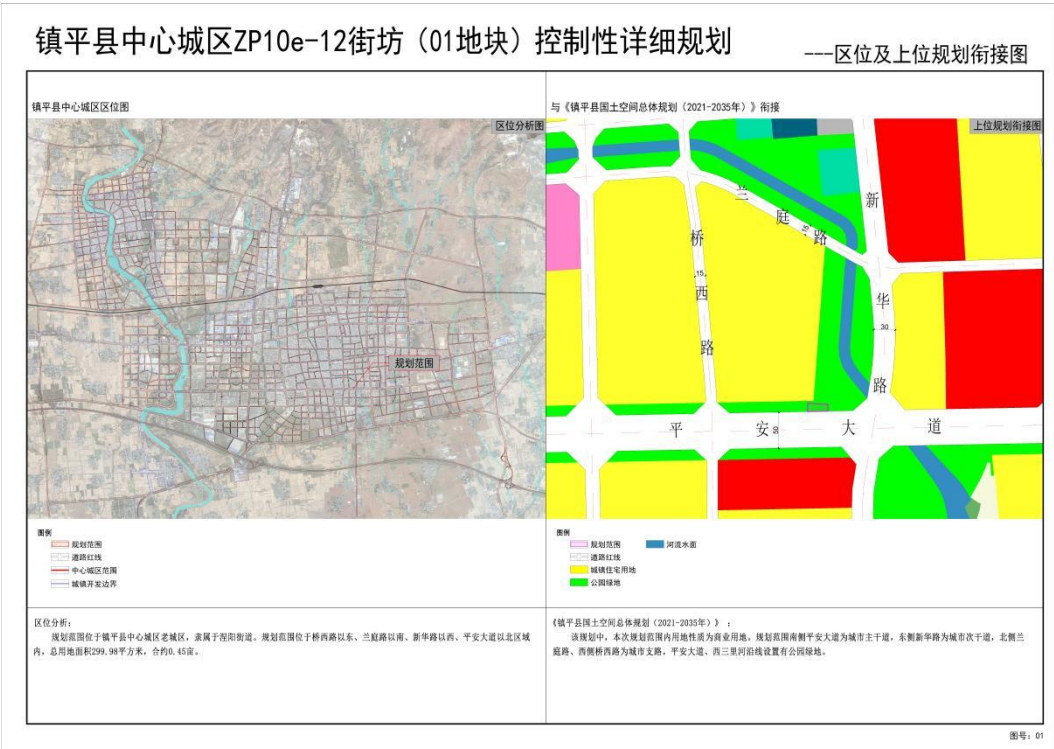 镇平县中心城区ZP10e-12街坊（01地块）控制性详细规划
---区位及上位规划衔接图
镇平县中心城区区位图
区位分析图
规划范围
图例
规划范围
道路红线
中心城区范围
城镇开发边界
区位分析：
规划范围位于镇平县中心城区老城区，隶属于涅阳街道。规划范围位于桥西路以东、兰庭路以南、新华路以西、平安大道以北区域
内，总用地面积299.98平方米，合约0.45亩。
与《镇平县国土空间总体规划（2021-2035年）》衔接
上位规划衔接图
兰庭路
15
新华路
30
桥西路
15
平安大道
50
图例
规划范围
河流水面
道路红线
城镇住宅用地
公园绿地
《镇平县国土空间总体规划（2021-2035年）》：
该规划中，本次规划范围内用地性质为商业用地。规划范围南侧平安大道为城市主干道，东侧新华路为城市次干道，北侧兰
庭路、西侧桥西路为城市支路。平安大道、西三里河沿线设置有公园绿地。
图号：01